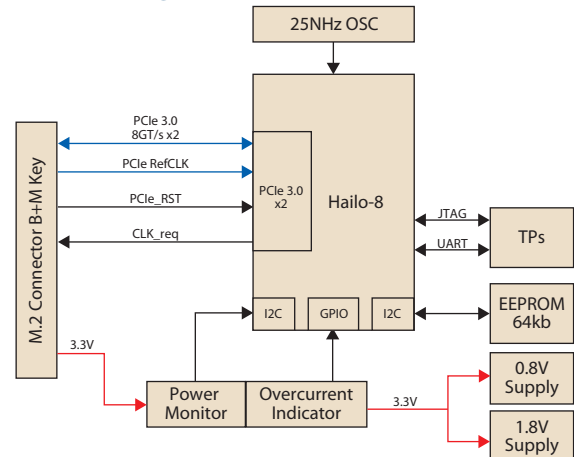 25NHz OSC
PCIe 3.0
8GT/s x2
PCIe RefCLK
PCIe_RST
CLK_req
M.2 Connector B+M Key
PCIe 3.0
x2
Hailo-8
JTAG
UART
TPs
I2C
GPIO
I2C
EEPROM
64kb
3.3V
Power
Monitor
Overcurrent
Indicator
3.3V
0.8V
Supply
1.8V
Supply